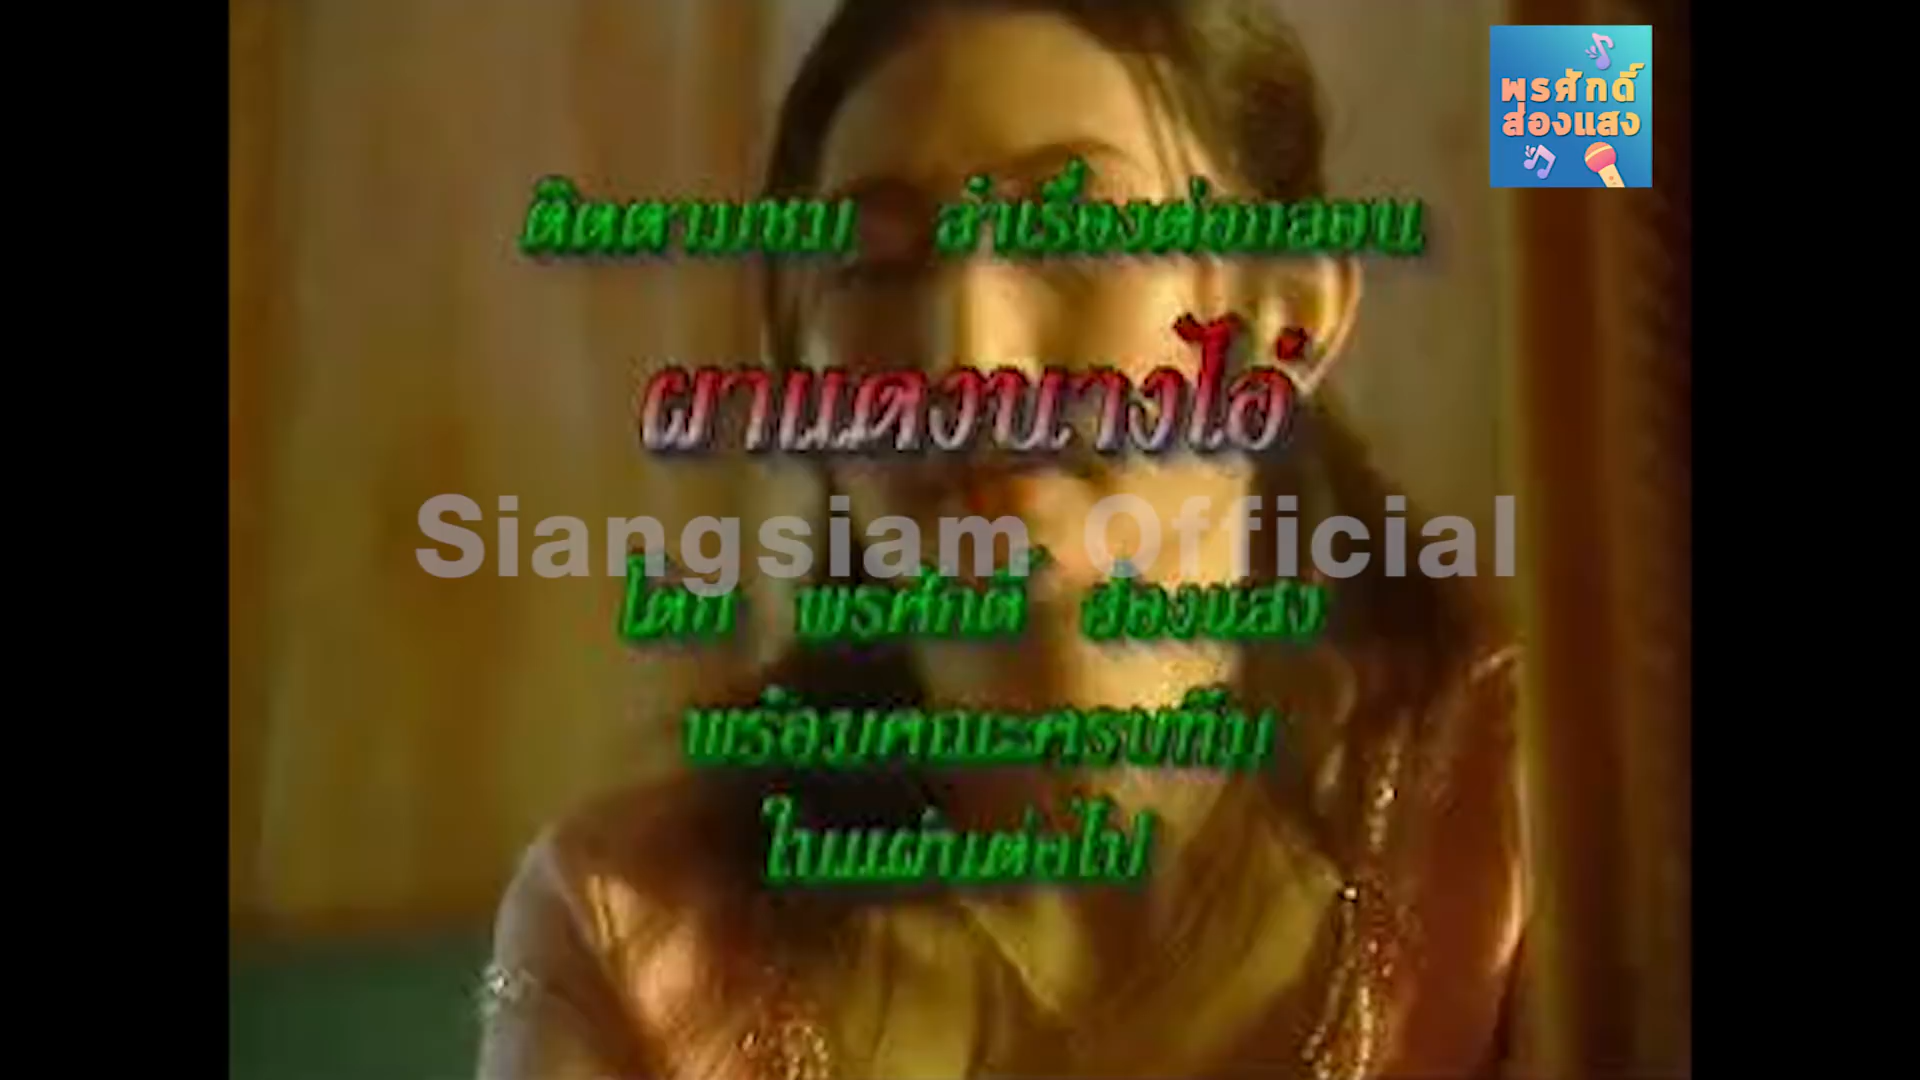 พรศักดิ์
ส่องแสง
ติดตามชม ลำเรื่องต่อกลอน
ผาแดงนางไอ่
Siangsiam Official
โดย พรศักดิ์ ส่องแสง
พร้อมคณะครบทีม
ในแผ่นต่อไป